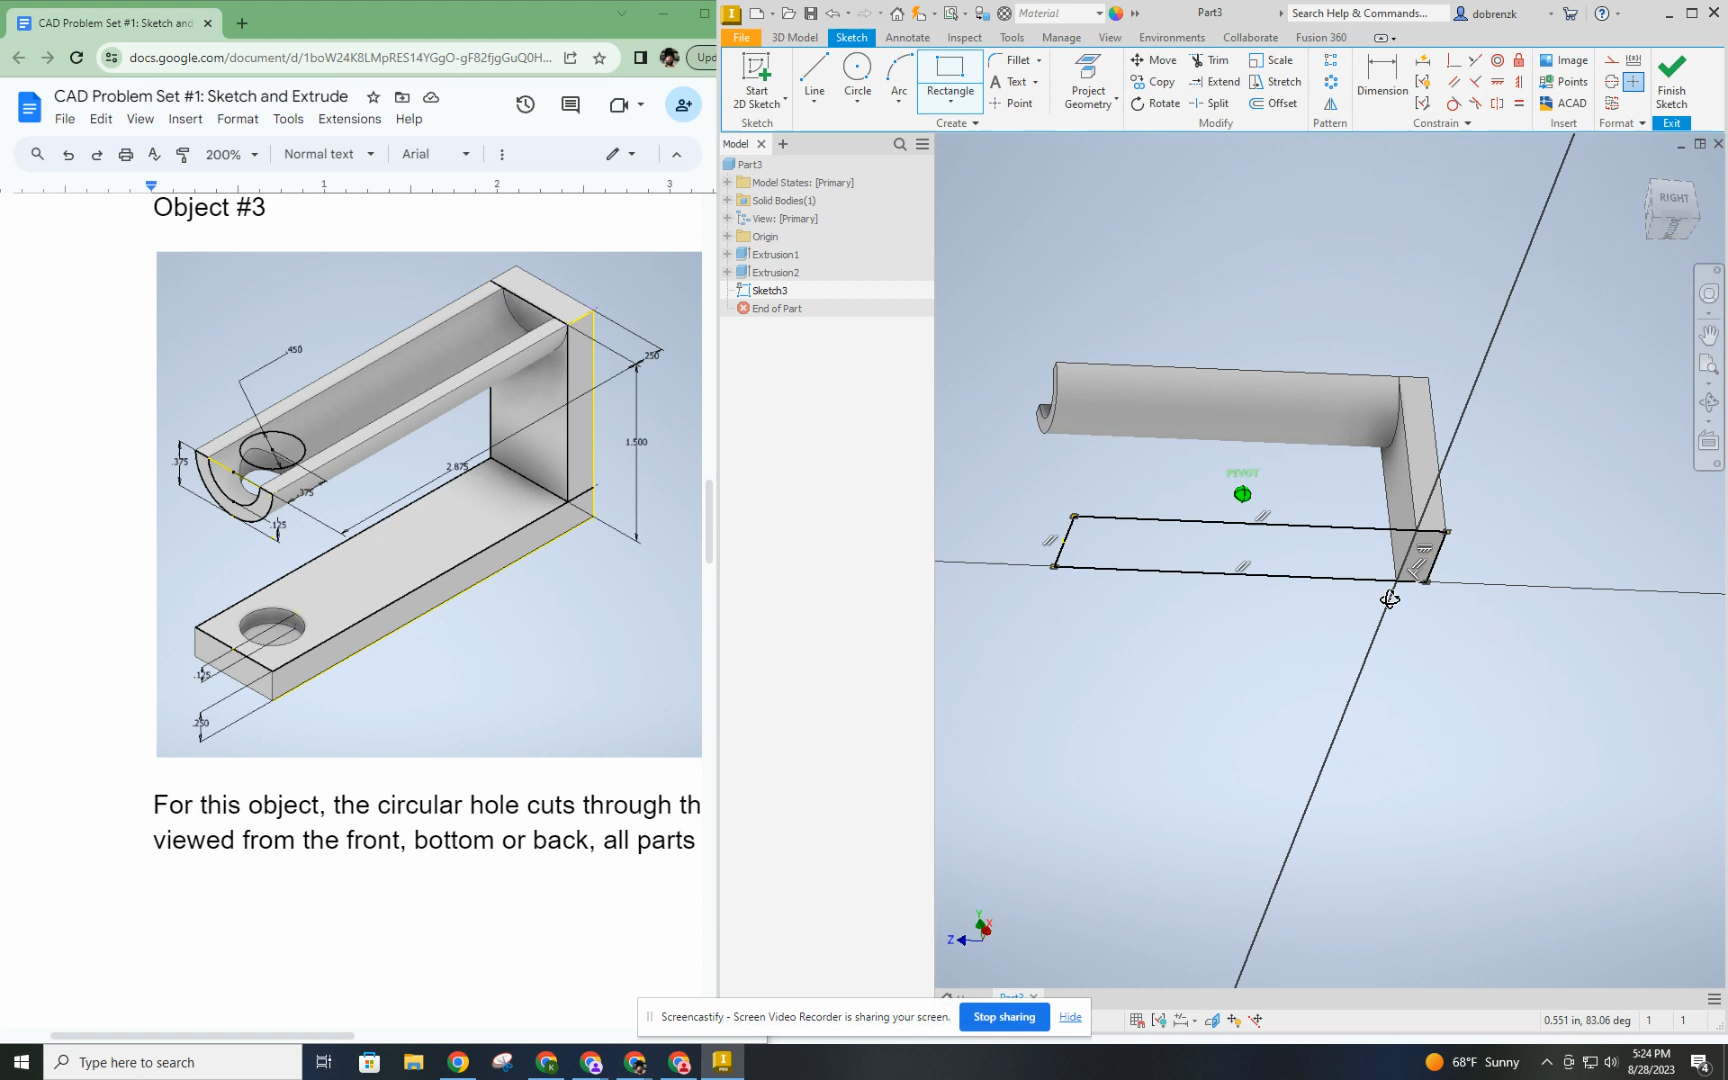 CAD Problem Set #1: Sketch and
docs.google.com/document/d/1boW24K8LMpRES14YGgO-gF82fjgGuQ0H...
CAD Problem Set #1: Sketch and Extrude
File Edit View Insert Format Data Tools Extensions Help
200% Normal text Arial
1 2 3
Object #3
.450
.250
.375
1.500
2.875
.375
.125
.125
.250
For this object, the circular hole cuts through th
viewed from the front, bottom or back, all parts
Material
Part3
Search Help & Commands...
dobrenzk
File 3D Model Sketch Annotate Inspect Tools Manage View Environments Collaborate Fusion 360
Start
2D Sketch
Line
Circle
Arc
Rectangle
Fillet
Text
Point
Project
Geometry
Move
Copy
Rotate
Trim
Extend
Split
Scale
Stretch
Offset
Dimension
Image
Points
ACAD
Finish
Sketch
Sketch Create Modify Pattern Constrain Insert Format Exit
Model
Part3
Model States: [Primary]
Solid Bodies(1)
View: [Primary]
Origin
Extrusion1
Extrusion2
Sketch3
End of Part
RIGHT
PIVOT
Y
X
Z
Part3
Screencastify - Screen Video Recorder is sharing your screen.
Stop sharing
Hide
0.551 in, 83.06 deg 1 1
Type here to search
68°F Sunny
5:24 PM
8/28/2023
4